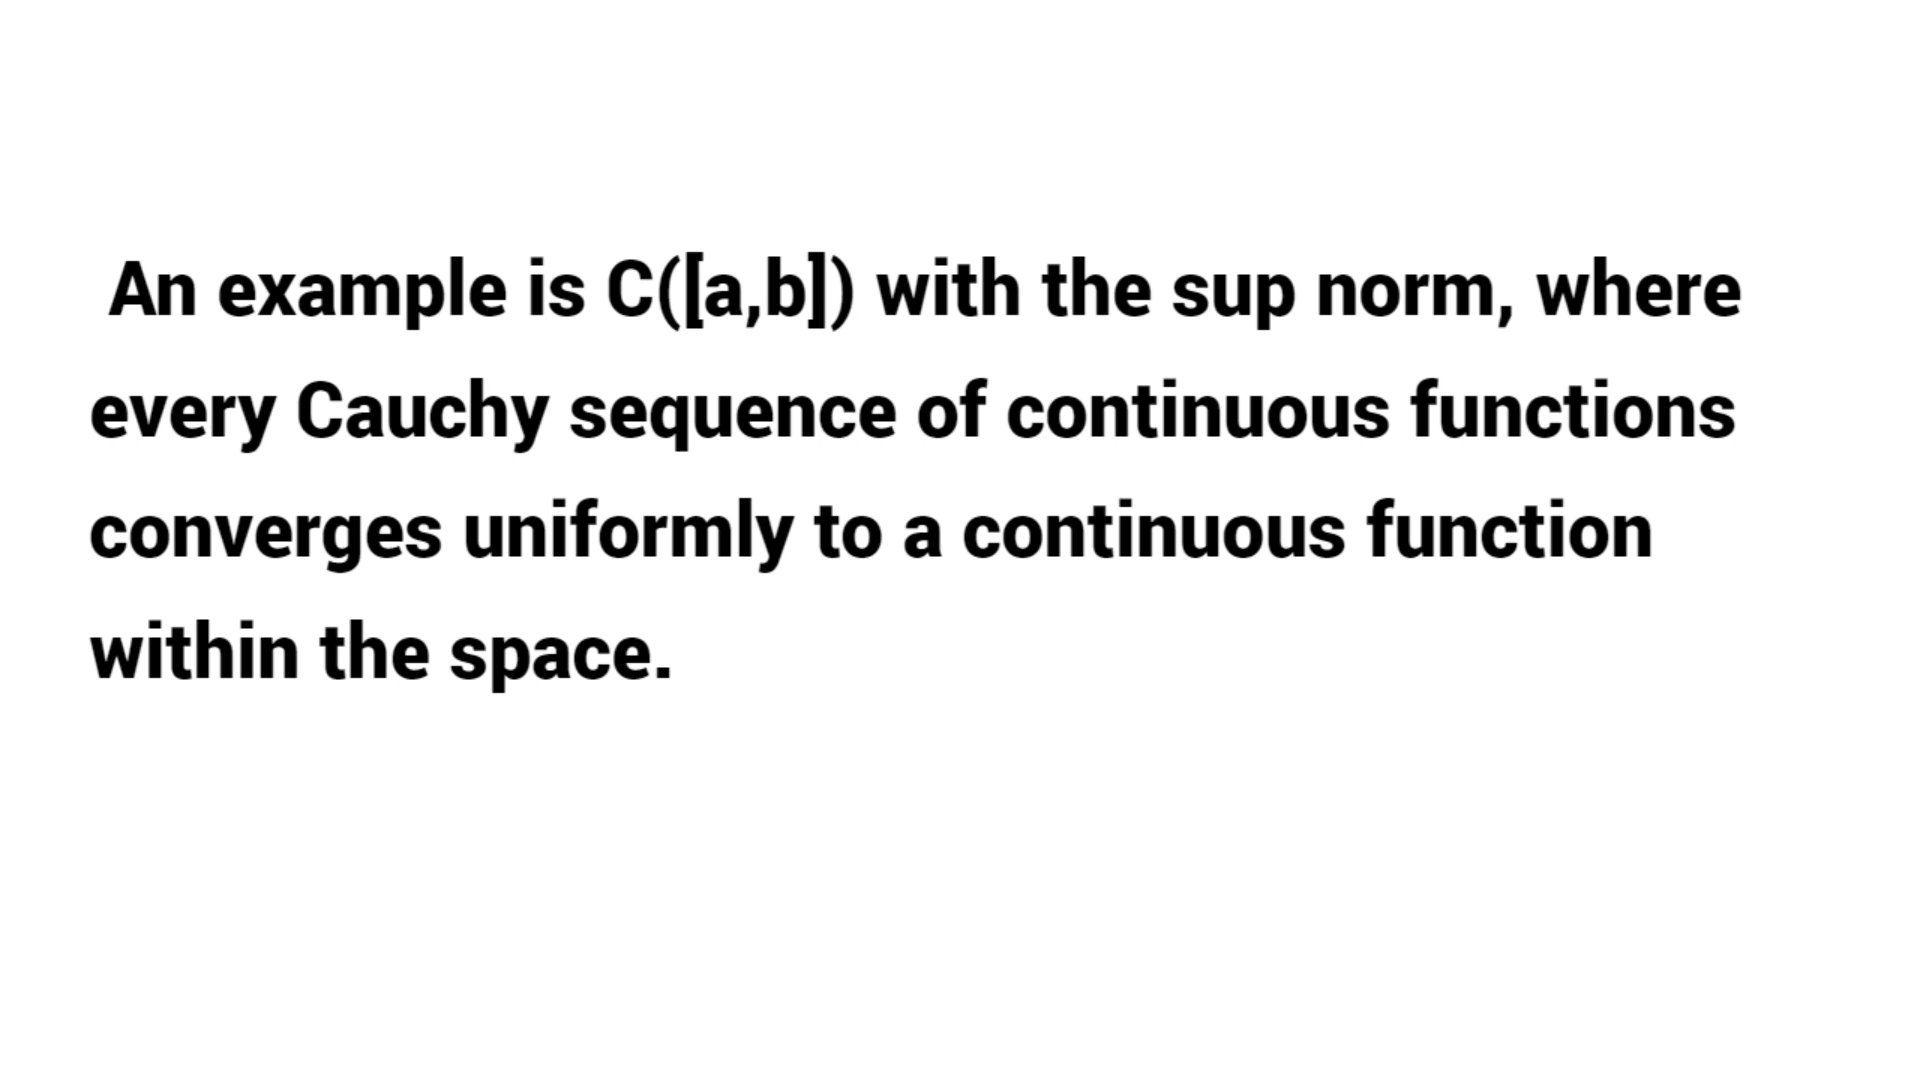 An example is C([a,b]) with the sup norm, where
every Cauchy sequence of continuous functions
converges uniformly to a continuous function
within the space.